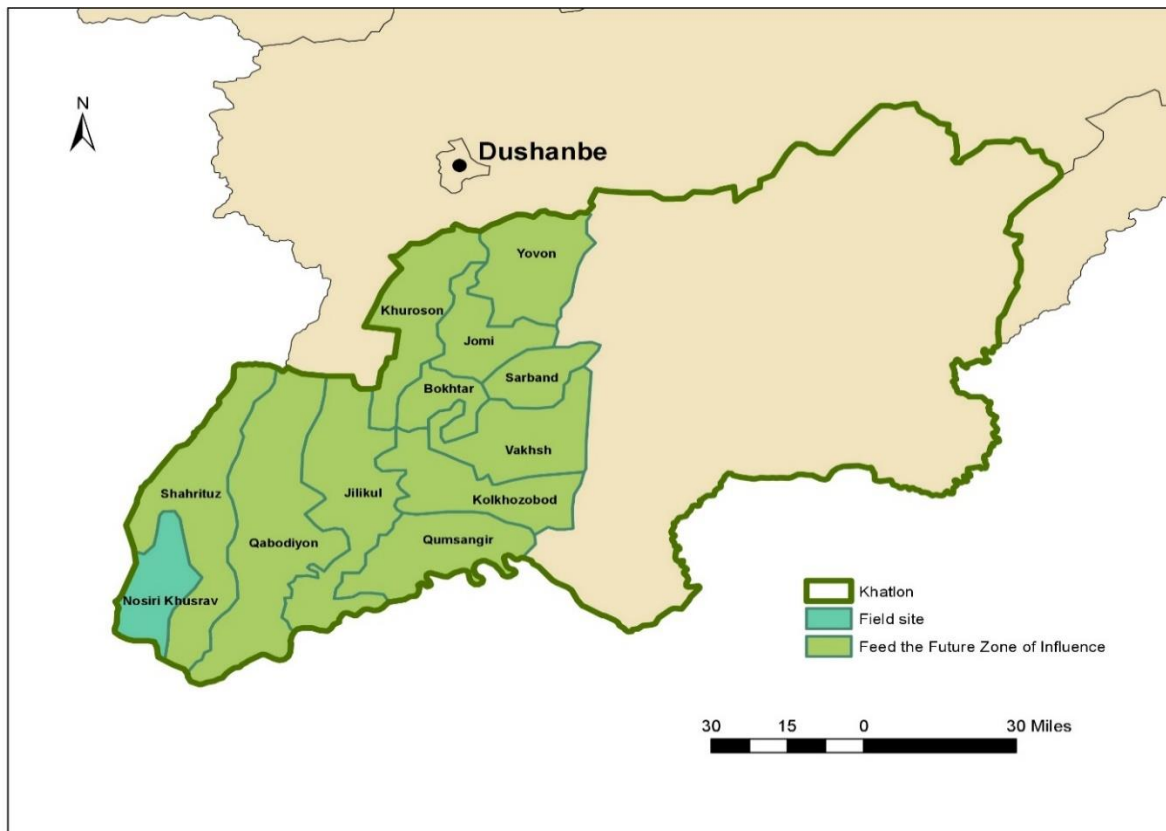 N
Dushanbe
Yovon
Khuroson
Jomi
Sarband
Bokhtar
Vakhsh
Shahrituz
Jilikul
Kolkhozobod
Qabodiyon
Qumsangir
Nosiri Khusrav
Khatlon
Field site
Feed the Future Zone of Influence
30 15 0 30 Miles